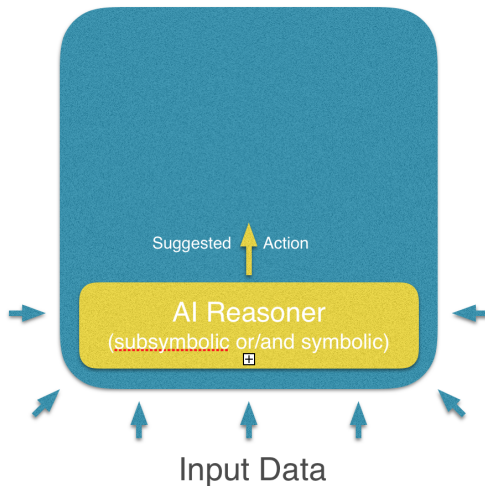 Suggested Action
AI Reasoner
(subsymbolic or/and symbolic)
Input Data